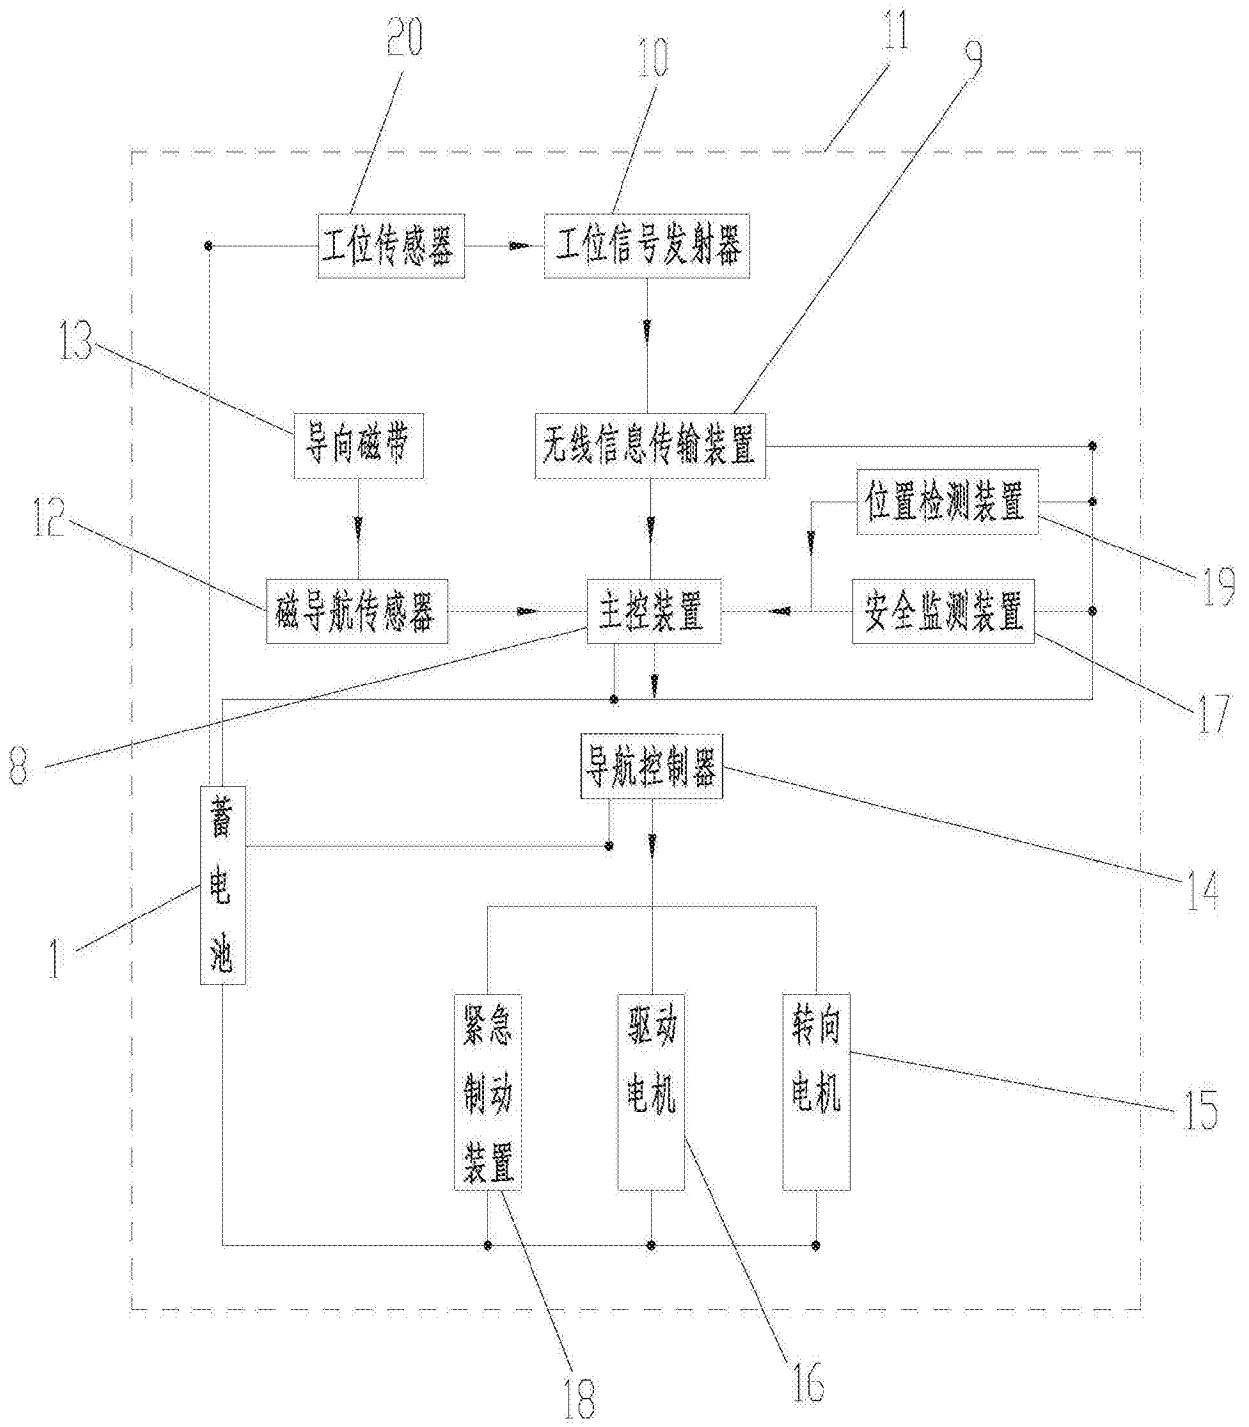 20
10
11
9
工位传感器
工位信号发射器
13
导向磁带
无线信息传输装置
位置检测装置
12
19
磁导航传感器
主控装置
安全监测装置
17
8
导航控制器
14
蓄
电
池
1
紧急
制动
装置
驱动
电机
转向
电机
15
16
18